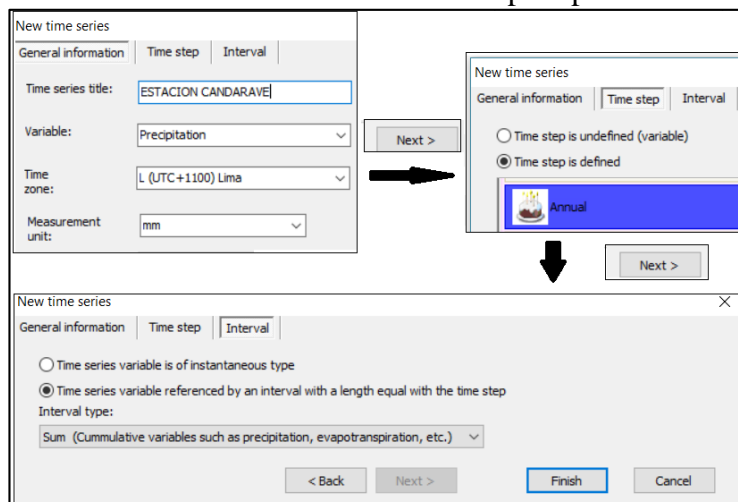 New time series
General information Time step Interval
Time series title: ESTACION CANDARAVE
Variable: Precipitation
Time zone: L (UTC+1100) Lima
Measurement unit: mm
Next >
New time series
General information Time step Interval
Time step is undefined (variable)
Time step is defined
Annual
Next >
New time series
General information Time step Interval
Time series variable is of instantaneous type
Time series variable referenced by an interval with a length equal with the time step
Interval type:
Sum (Cummulative variables such as precipitation, evapotranspiration, etc.)
< Back Next > Finish Cancel